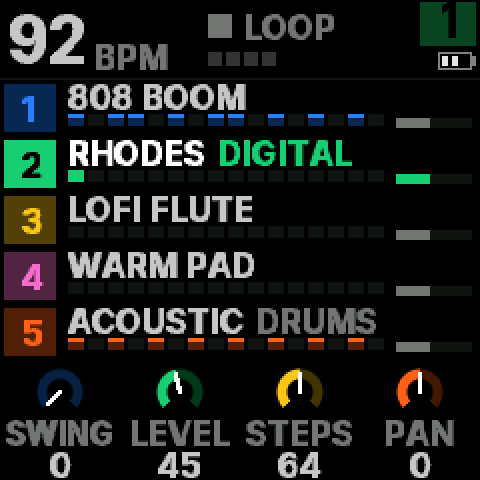 92 BPM LOOP 1
1 808 BOOM
2 RHODES DIGITAL
3 LOFI FLUTE
4 WARM PAD
5 ACOUSTIC DRUMS
SWING LEVEL STEPS PAN
0 45 64 0